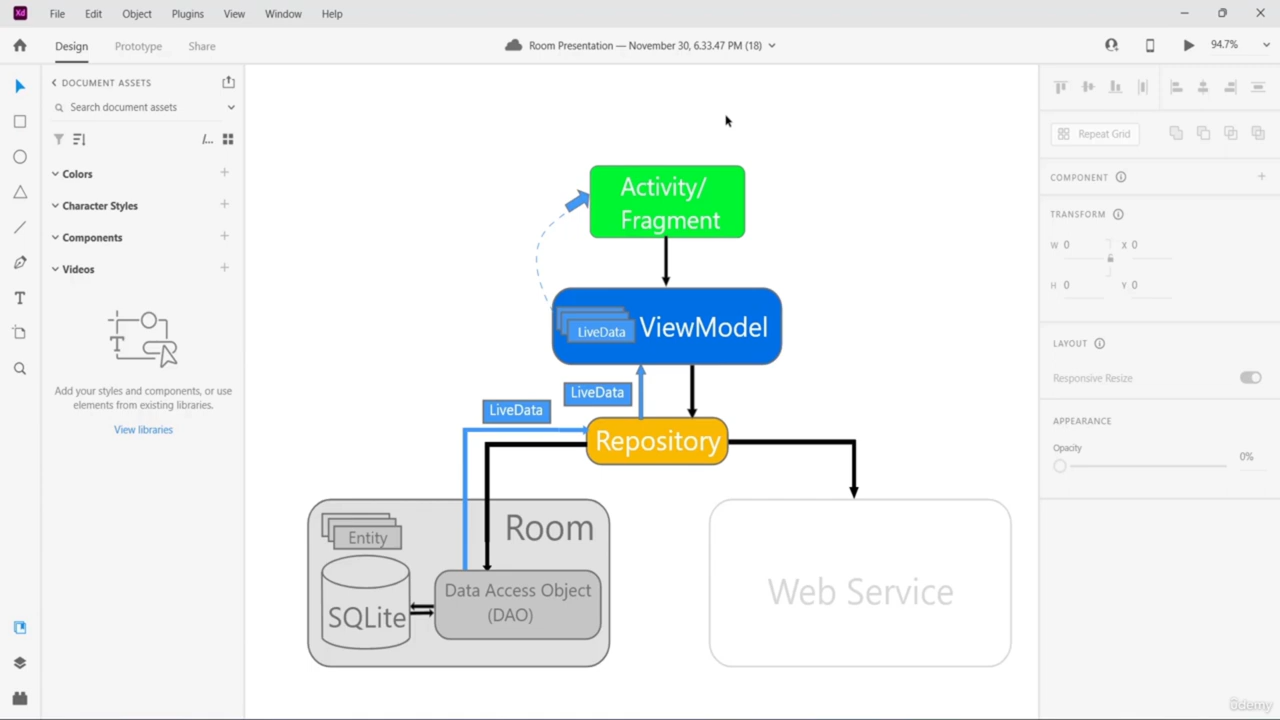 Xd File Edit Object Plugins View Window Help
Design Prototype Share
Room Presentation — November 30, 6.33.47 PM (18)
94.7%
DOCUMENT ASSETS
Search document assets
Colors
Character Styles
Components
Videos
Add your styles and components, or use
elements from existing libraries.
View libraries
Activity/
Fragment
LiveData ViewModel
LiveData
LiveData
Repository
Entity
Room
SQLite
Data Access Object
(DAO)
Web Service
Repeat Grid
COMPONENT
TRANSFORM
W 0 X 0
H 0 Y 0
LAYOUT
Responsive Resize
APPEARANCE
Opacity
0%
ûdemy